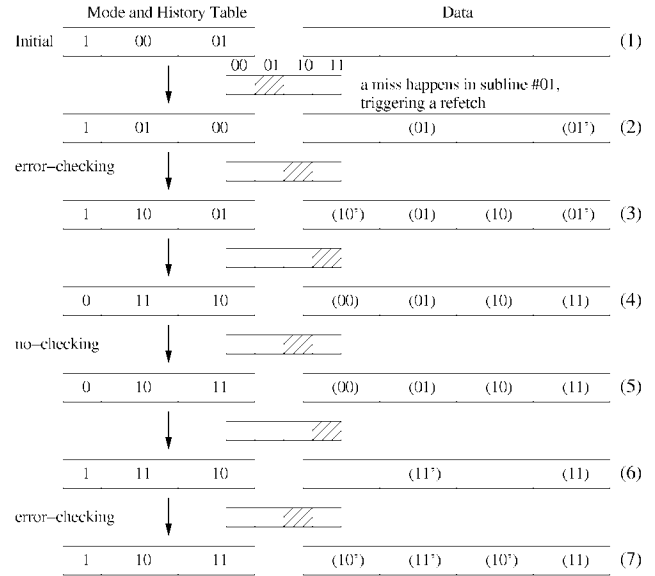 Mode and History Table Data
Initial 1 00 01 (1)
00 01 10 11
a miss happens in subline #01,
triggering a refetch
1 01 00 (01) (01') (2)
error-checking
1 10 01 (10') (01) (10) (01') (3)
0 11 10 (00) (01) (10) (11) (4)
no-checking
0 10 11 (00) (01) (10) (11) (5)
1 11 10 (11') (11) (6)
error-checking
1 10 11 (10') (11') (10') (11) (7)